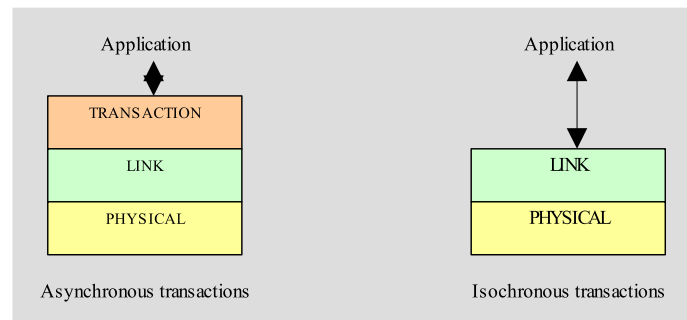 Application
TRANSACTION
LINK
PHYSICAL
Asynchronous transactions
Application
LINK
PHYSICAL
Isochronous transactions